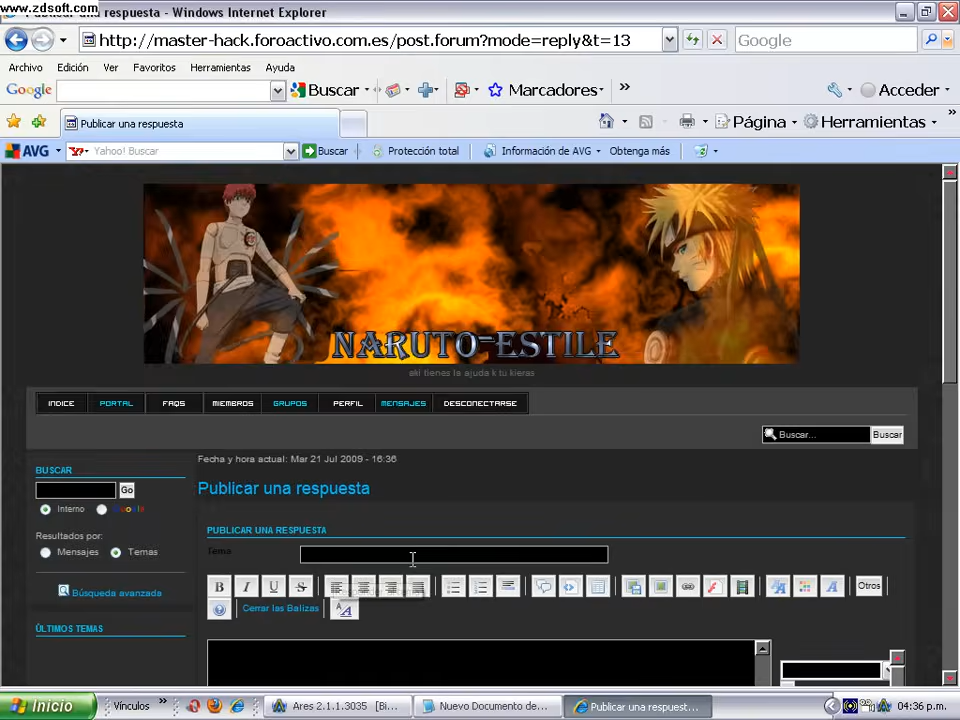 www.zdsoft.com
Publicar una respuesta - Windows Internet Explorer
http://master-hack.foroactivo.com.es/post.forum?mode=reply&t=13
Google
Archivo Edición Ver Favoritos Herramientas Ayuda
Google Buscar Marcadores Acceder
Publicar una respuesta Página Herramientas
AVG Yahoo! Buscar Buscar Protección total Información de AVG Obtenga más
NARUTO-ESTILE
aki tienes la ajuda k tu kieras
INDICE PORTAL FAQS MIEMBROS GRUPOS PERFIL MENSAJES DESCONECTARSE
Buscar... Buscar
Fecha y hora actual: Mar 21 Jul 2009 - 16:36
BUSCAR
Publicar una respuesta
Go
Interno Google
PUBLICAR UNA RESPUESTA
Resultados por:
Tema
Mensajes Temas
B I U S Otros
Búsqueda avanzada
Cerrar las Balizas
ÚLTIMOS TEMAS
Inicio Vínculos Ares 2.1.1.3035 [Bi... Nuevo Documento de... Publicar una respuest... 04:36 p.m.